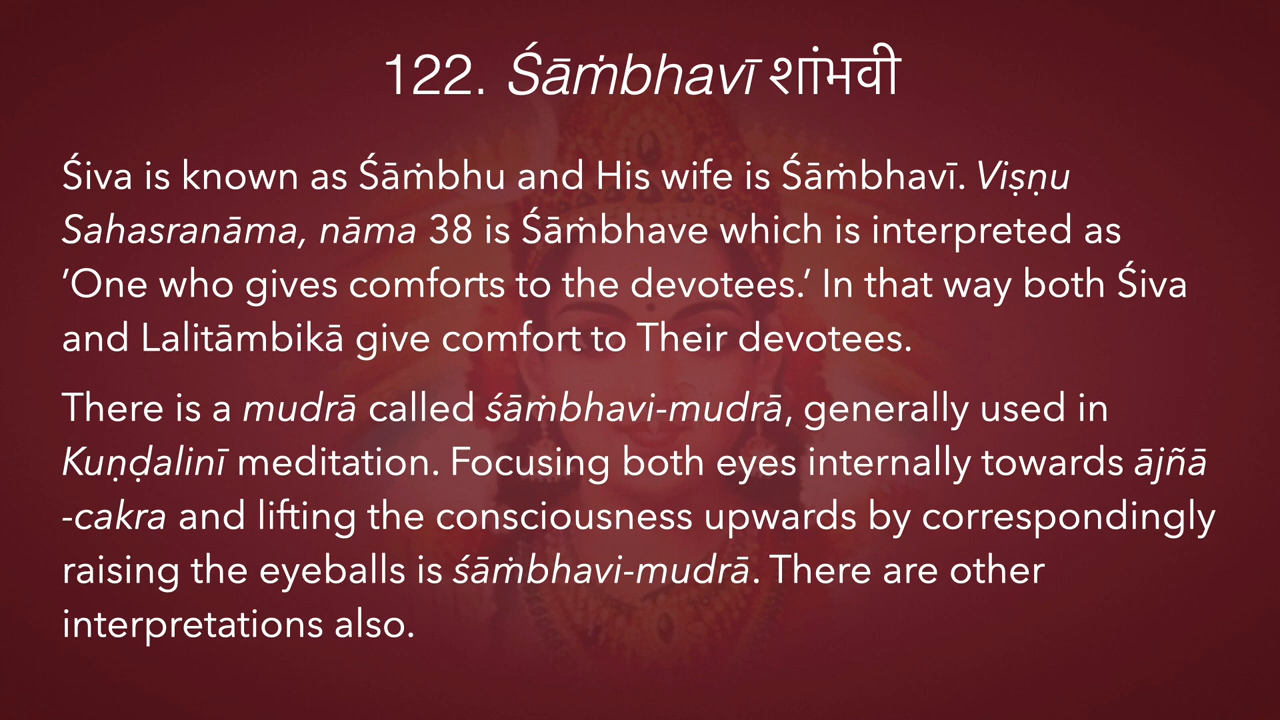 122. Śāṁbhavī शांभवी
Śiva is known as Śāṁbhu and His wife is Śāṁbhavī. Viṣṇu
Sahasranāma, nāma 38 is Śāṁbhave which is interpreted as
’One who gives comforts to the devotees.’ In that way both Śiva
and Lalitāmbikā give comfort to Their devotees.
There is a mudrā called śāṁbhavi-mudrā, generally used in
Kuṇḍalinī meditation. Focusing both eyes internally towards ājñā
-cakra and lifting the consciousness upwards by correspondingly
raising the eyeballs is śāṁbhavi-mudrā. There are other
interpretations also.